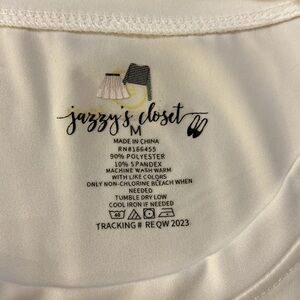 jazzy's closet
M
MADE IN CHINA
RN#166455
90% POLYESTER
10% SPANDEX
MACHINE WASH WARM
WITH LIKE COLORS
ONLY NON-CHLORINE BLEACH WHEN
NEEDED
TUMBLE DRY LOW
COOL IRON IF NEEDED
TRACKING # REQW 2023